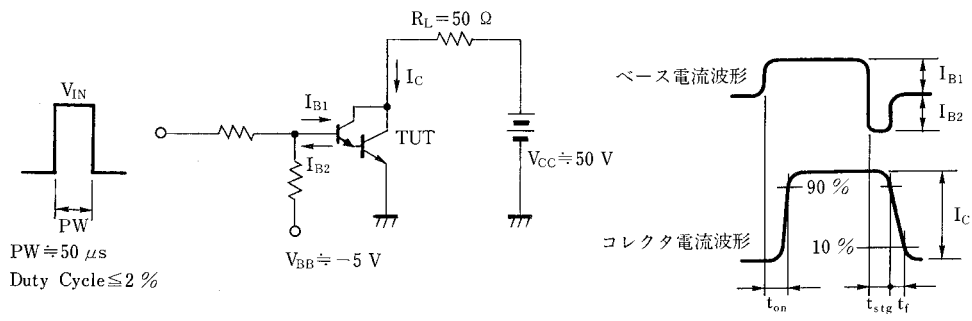 R_L=50 Ω
V_IN
I_C
I_B1
TUT
I_B2
V_CC≒50 V
PW
PW≒50 μs
Duty Cycle≦2 %
V_BB≒−5 V
ベース電流波形
I_B1
I_B2
90 %
I_C
コレクタ電流波形
10 %
t_on
t_stg
t_f